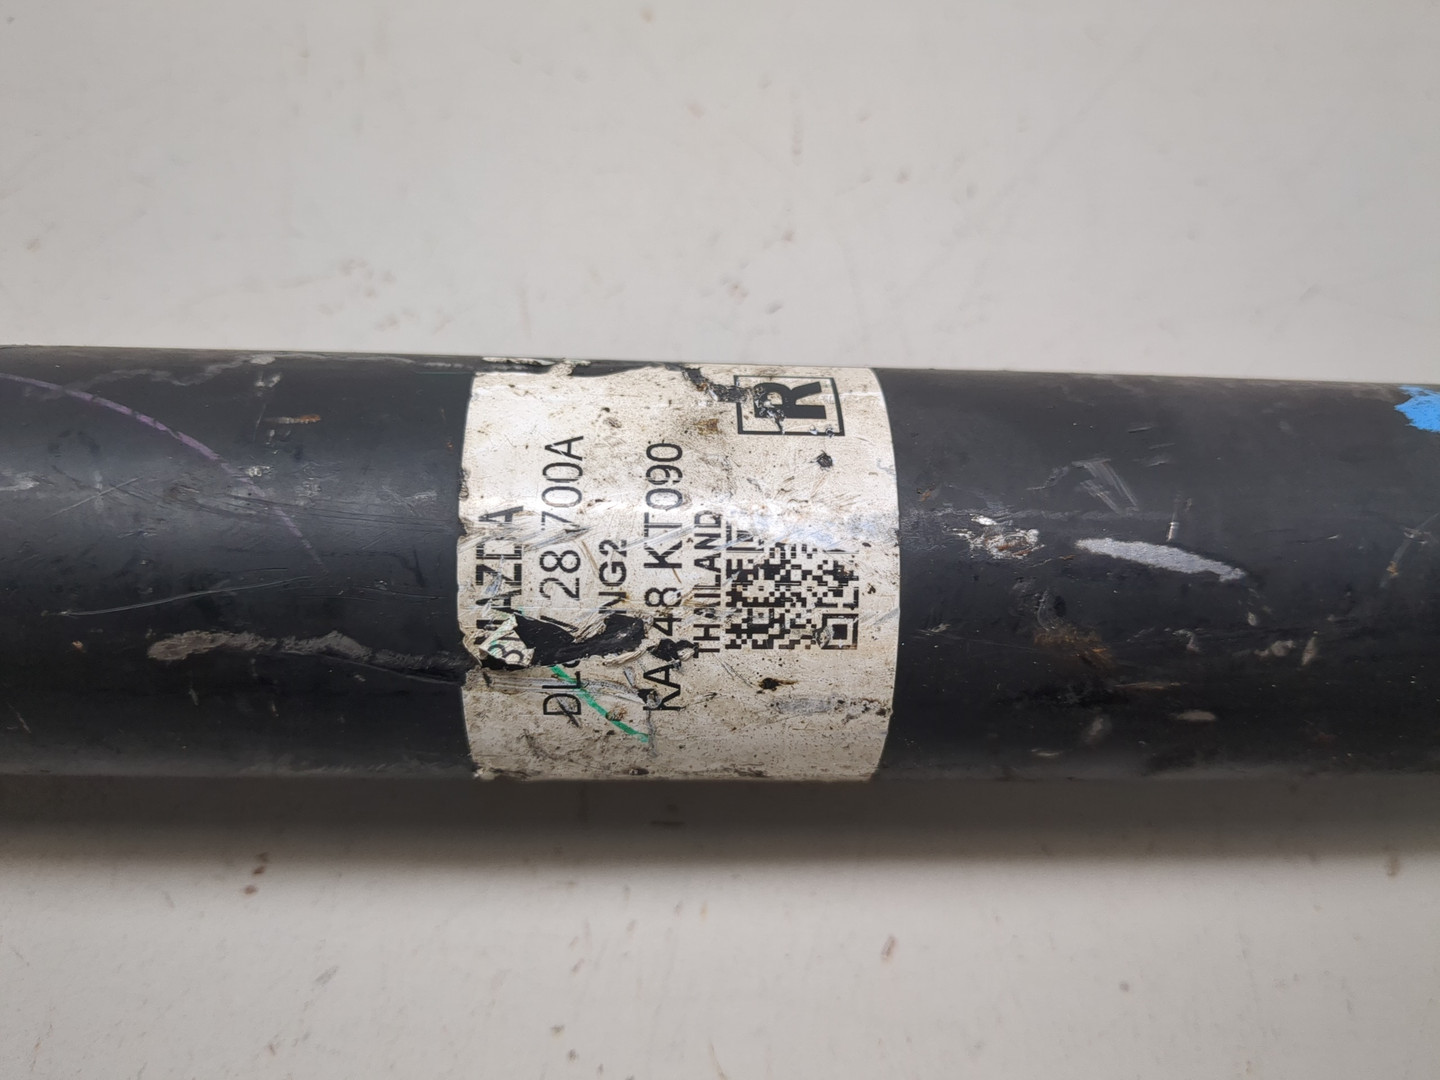 MAZDA
28 700A
NG2
KT090
THAILAND
R